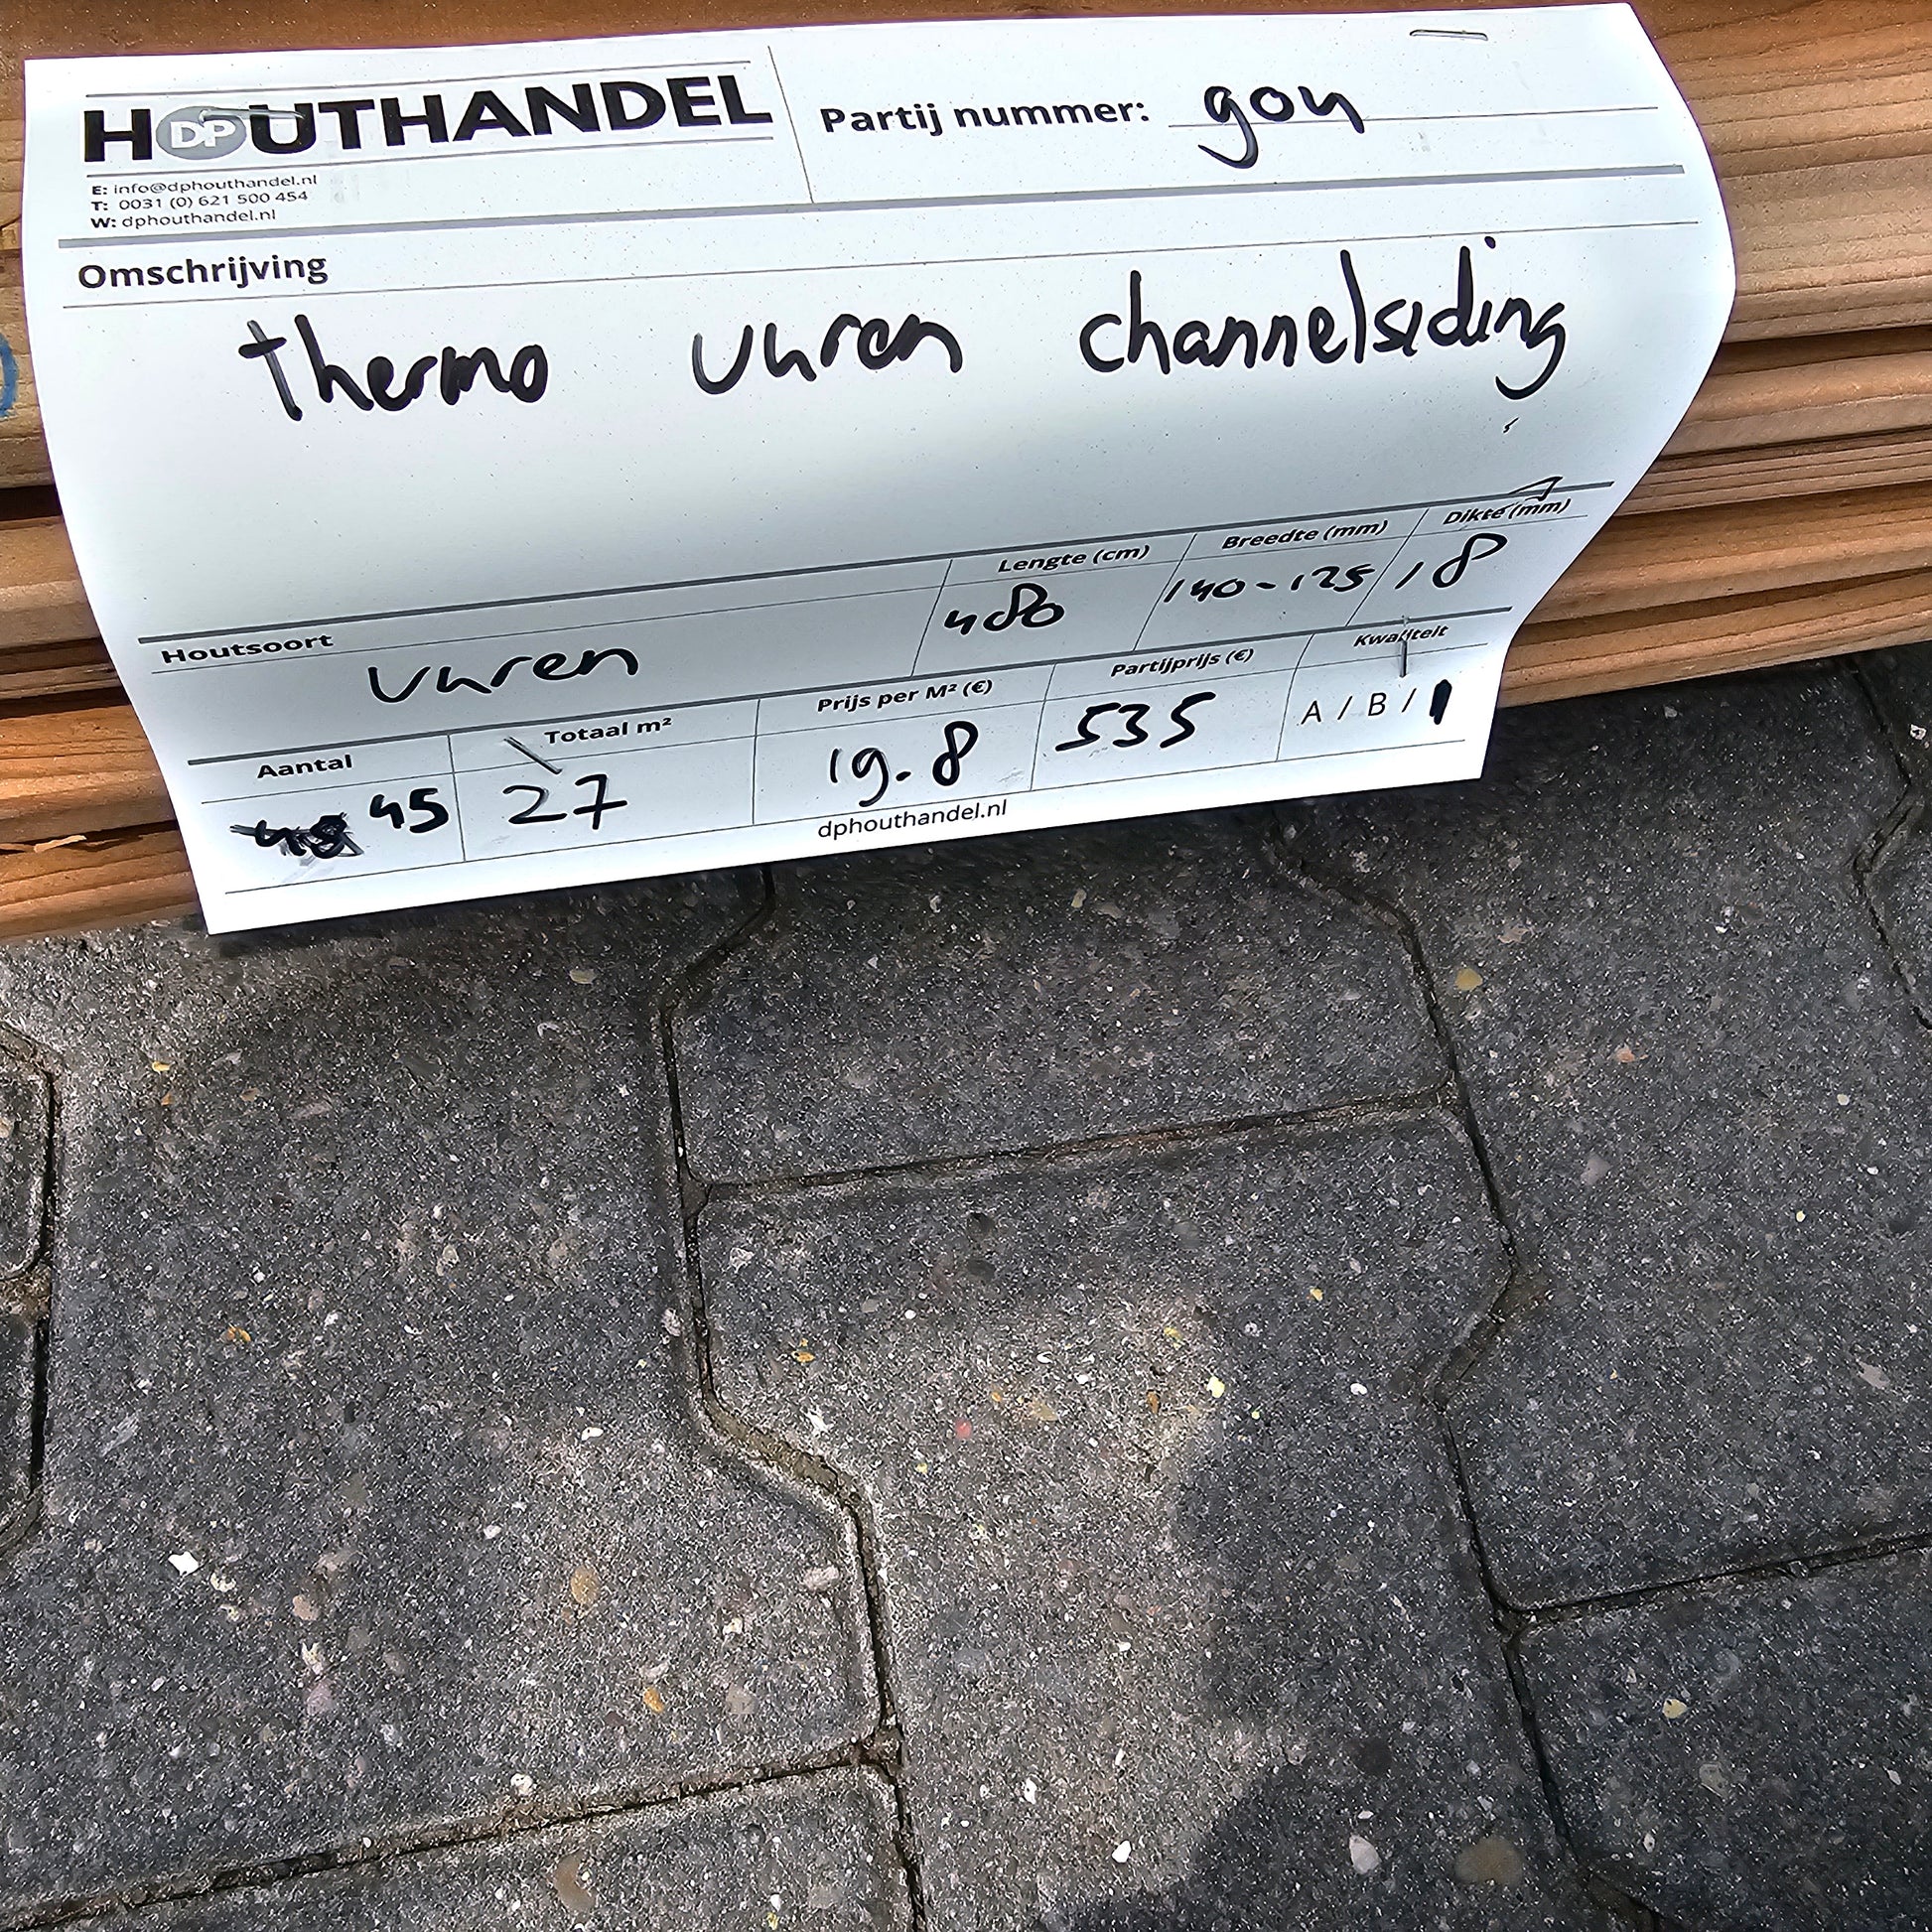 HOUTHANDEL
DP
Partij nummer: 904
E: info@dphouthandel.nl
T: 0031 (0) 621 500 454
W: dphouthandel.nl
Omschrijving
thermo vuren channelsiding
Houtsoort Lengte (cm) Breedte (mm) Dikte (mm)
vuren 480 140-125 18
Aantal Totaal m² Prijs per M² (€) Partijprijs (€) Kwaliteit
45 27 19.8 535 A / B /
dphouthandel.nl